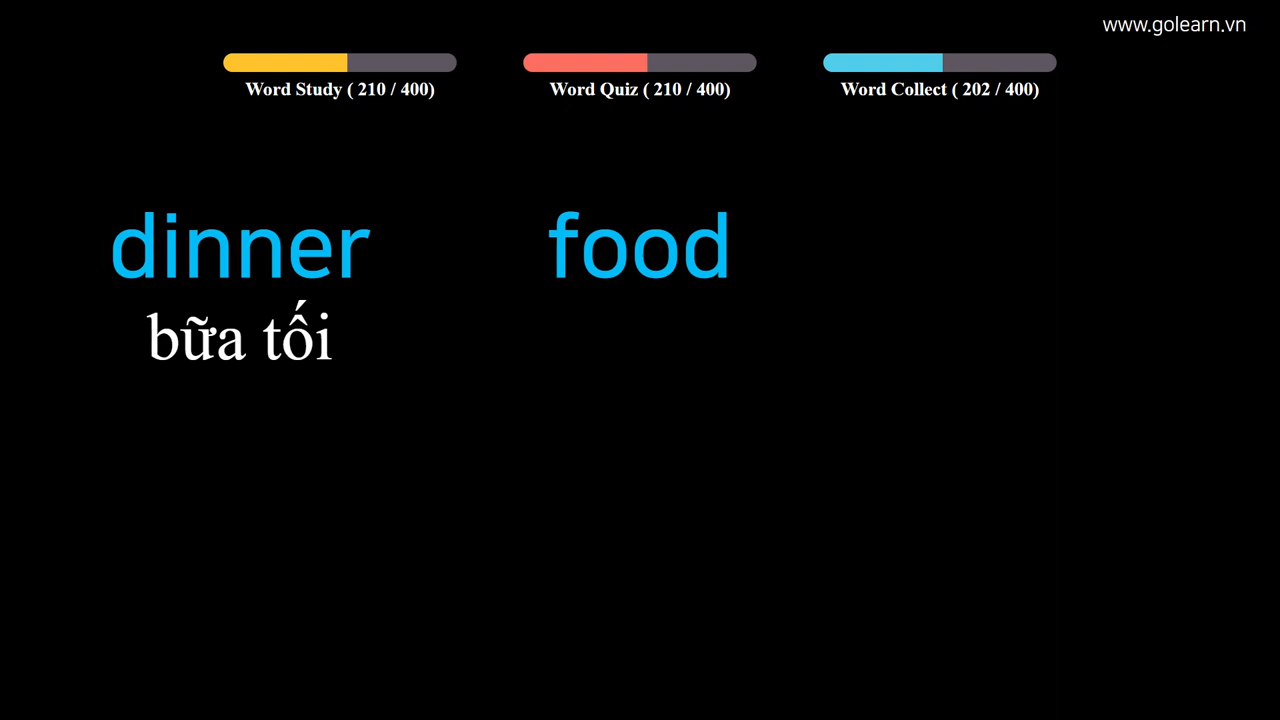 www.golearn.vn
Word Study ( 210 / 400)
Word Quiz ( 210 / 400)
Word Collect ( 202 / 400)
dinner
bữa tối
food